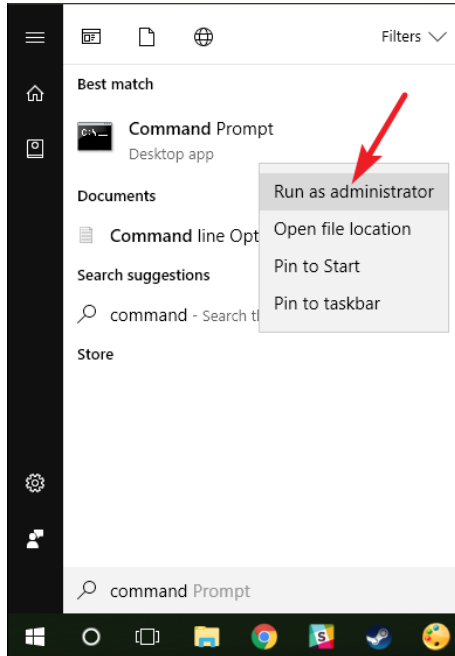 Filters
Best match
Command Prompt
Desktop app
Documents
Command line Opt
Search suggestions
command - Search th
Store
Run as administrator
Open file location
Pin to Start
Pin to taskbar
command Prompt